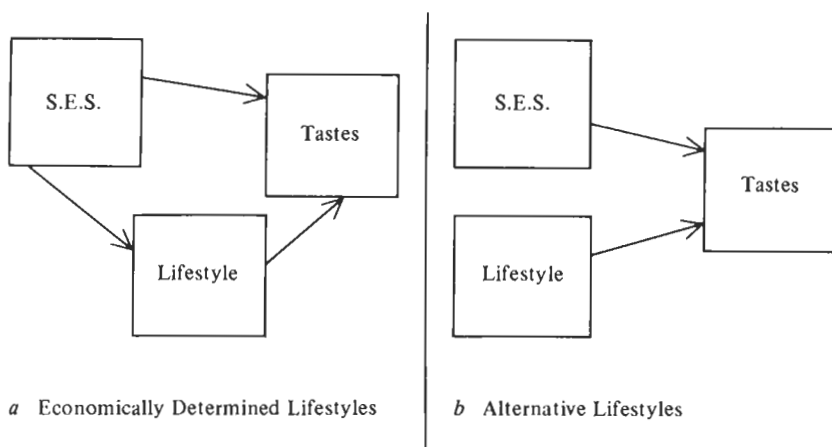 S.E.S.
Tastes
Lifestyle
a Economically Determined Lifestyles
S.E.S.
Tastes
Lifestyle
b Alternative Lifestyles